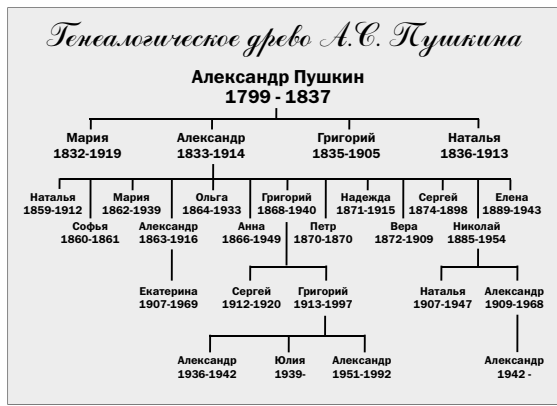 Генеалогическое древо А.С. Пушкина
Александр Пушкин
1799 - 1837
Мария Александр Григорий Наталья
1832-1919 1833-1914 1835-1905 1836-1913
Наталья Мария Ольга Григорий Надежда Сергей Елена
1859-1912 1862-1939 1864-1933 1868-1940 1871-1915 1874-1898 1889-1943
Софья Александр Анна Петр Вера Николай
1860-1861 1863-1916 1866-1949 1870-1870 1872-1909 1885-1954
Екатерина Сергей Григорий Наталья Александр
1907-1969 1912-1920 1913-1997 1907-1947 1909-1968
Александр Юлия Александр Александр
1936-1942 1939- 1951-1992 1942 -